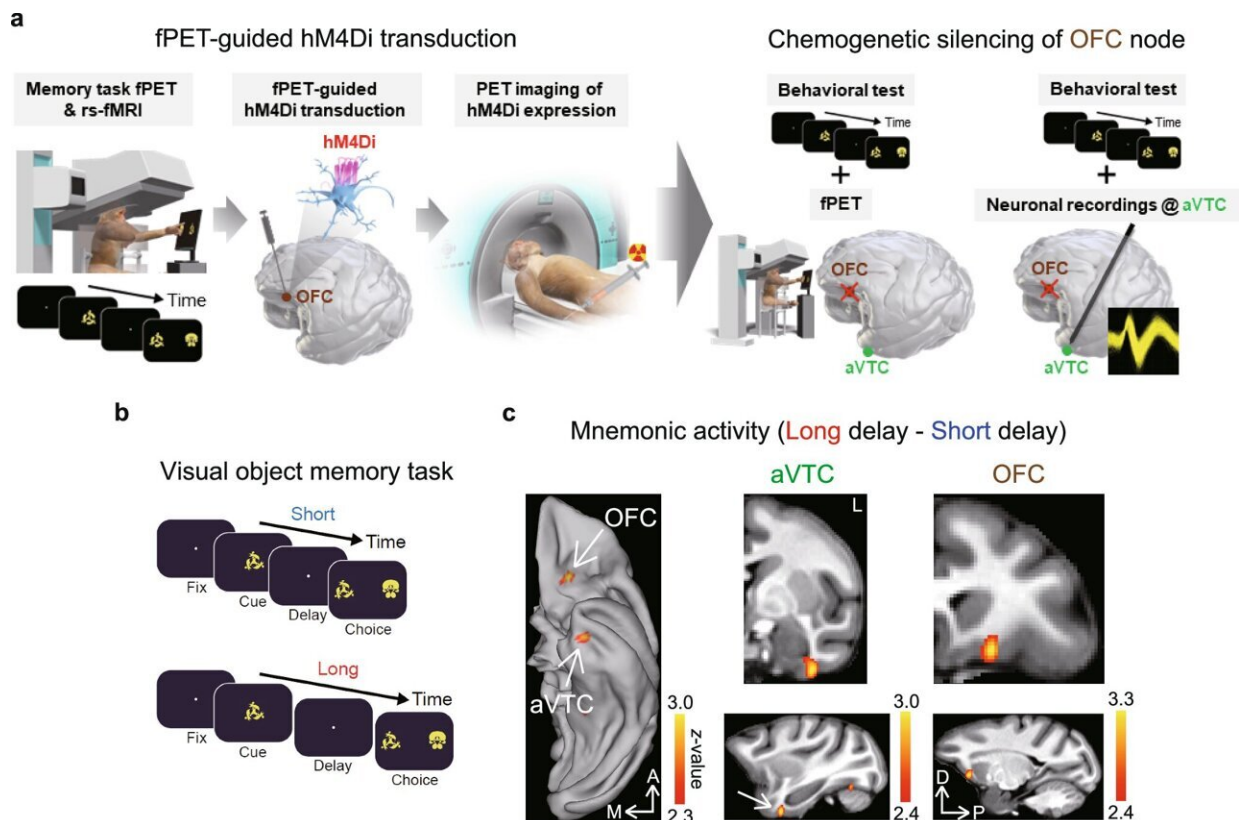 a
fPET-guided hM4Di transduction
Chemogenetic silencing of OFC node
Memory task fPET
& rs-fMRI
fPET-guided
hM4Di transduction
PET imaging of
hM4Di expression
Behavioral test
Behavioral test
hM4Di
Time
Time
+
+
fPET
Neuronal recordings @ aVTC
OFC
OFC
OFC
Time
aVTC
aVTC
b
c
Mnemonic activity (Long delay - Short delay)
Visual object memory task
aVTC
OFC
Short
Time
Fix
Cue
Delay
Choice
Long
Time
Fix
Cue
Delay
Choice
OFC
aVTC
L
3.0
z-value
2.3
A
M
3.0
2.4
3.3
2.4
D
P